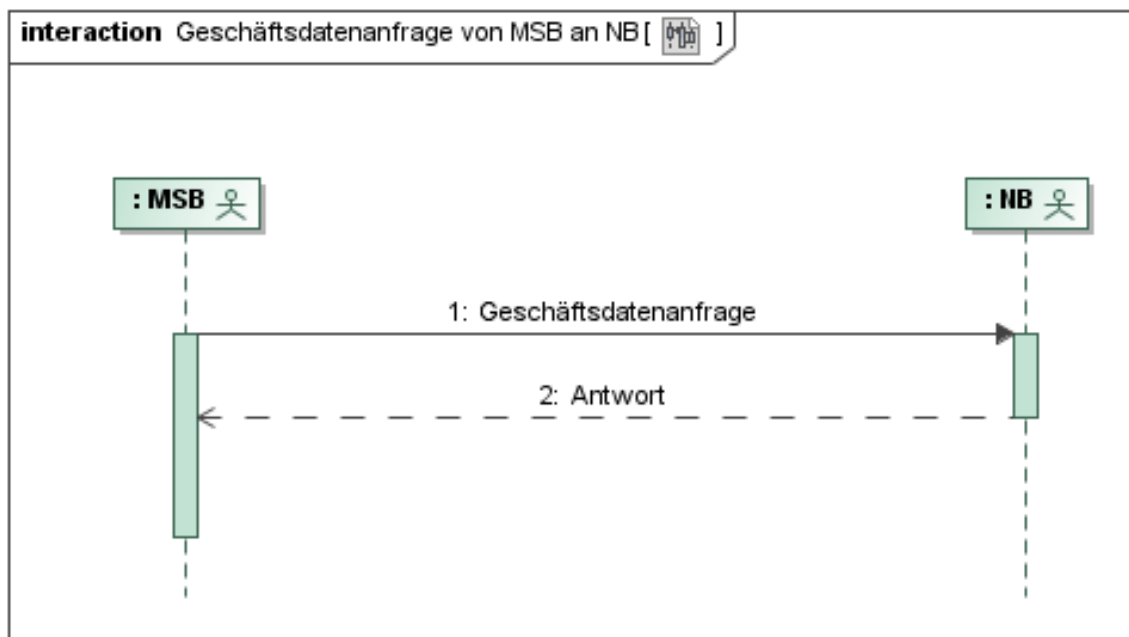 interaction Geschäftsdatenanfrage von MSB an NB [ ]
: MSB
: NB
1: Geschäftsdatenanfrage
2: Antwort